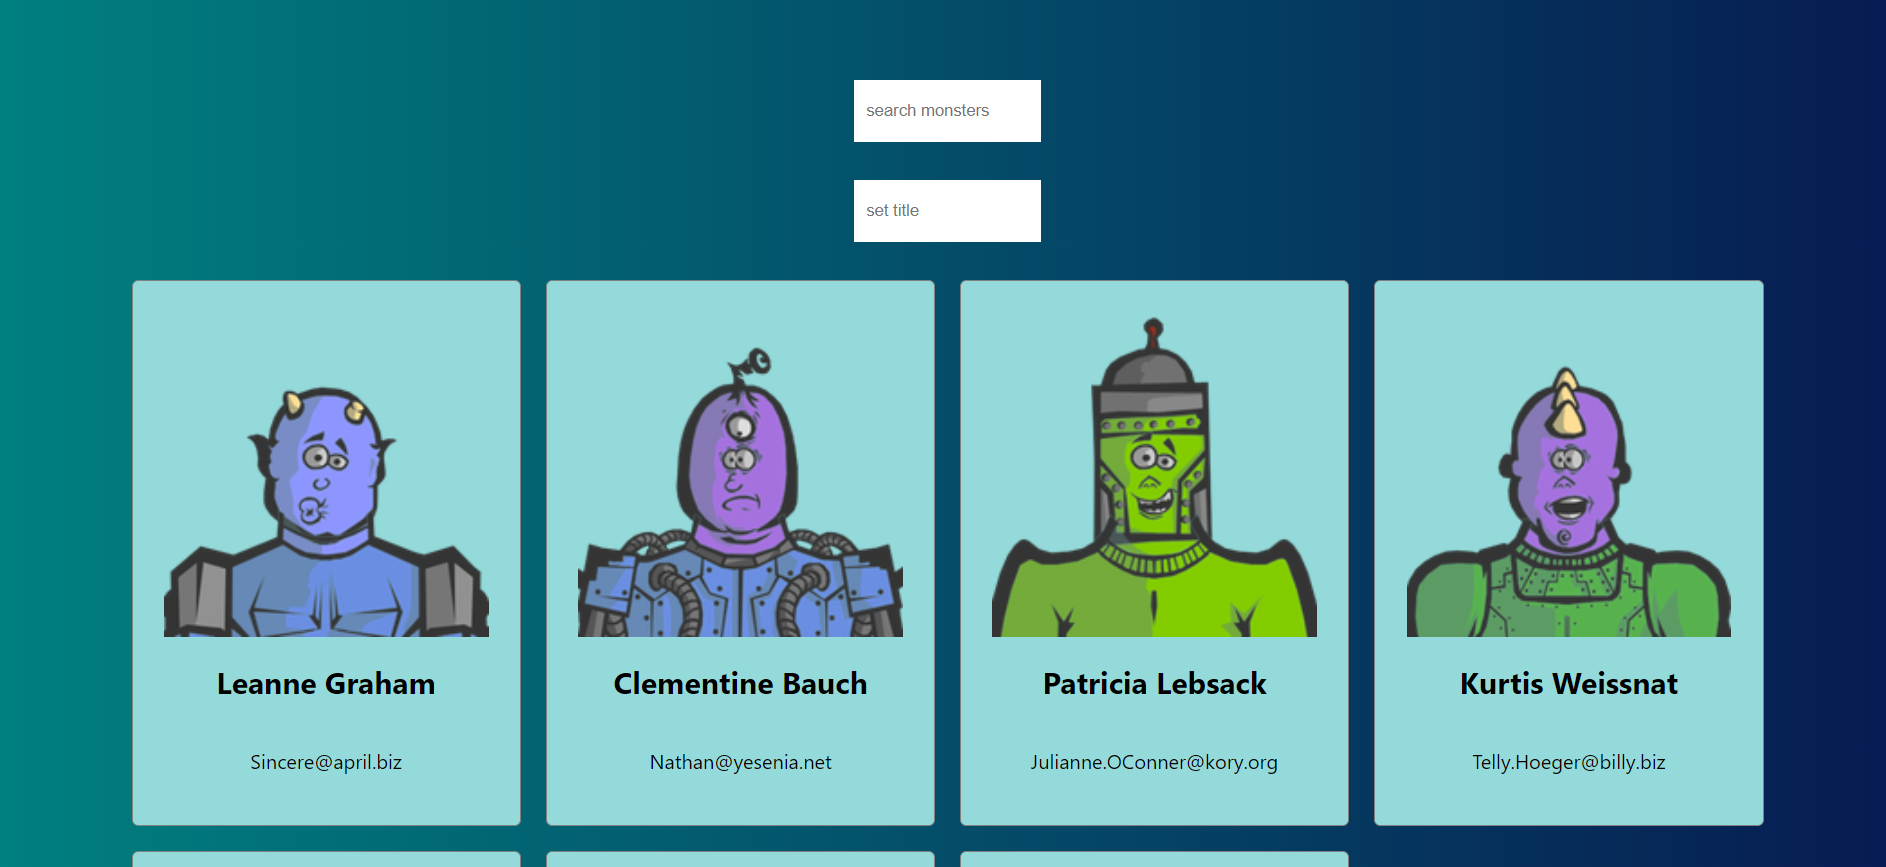 search monsters
set title
Leanne Graham
Clementine Bauch
Patricia Lebsack
Kurtis Weissnat
Sincere@april.biz
Nathan@yesenia.net
Julianne.OConner@kory.org
Telly.Hoeger@billy.biz